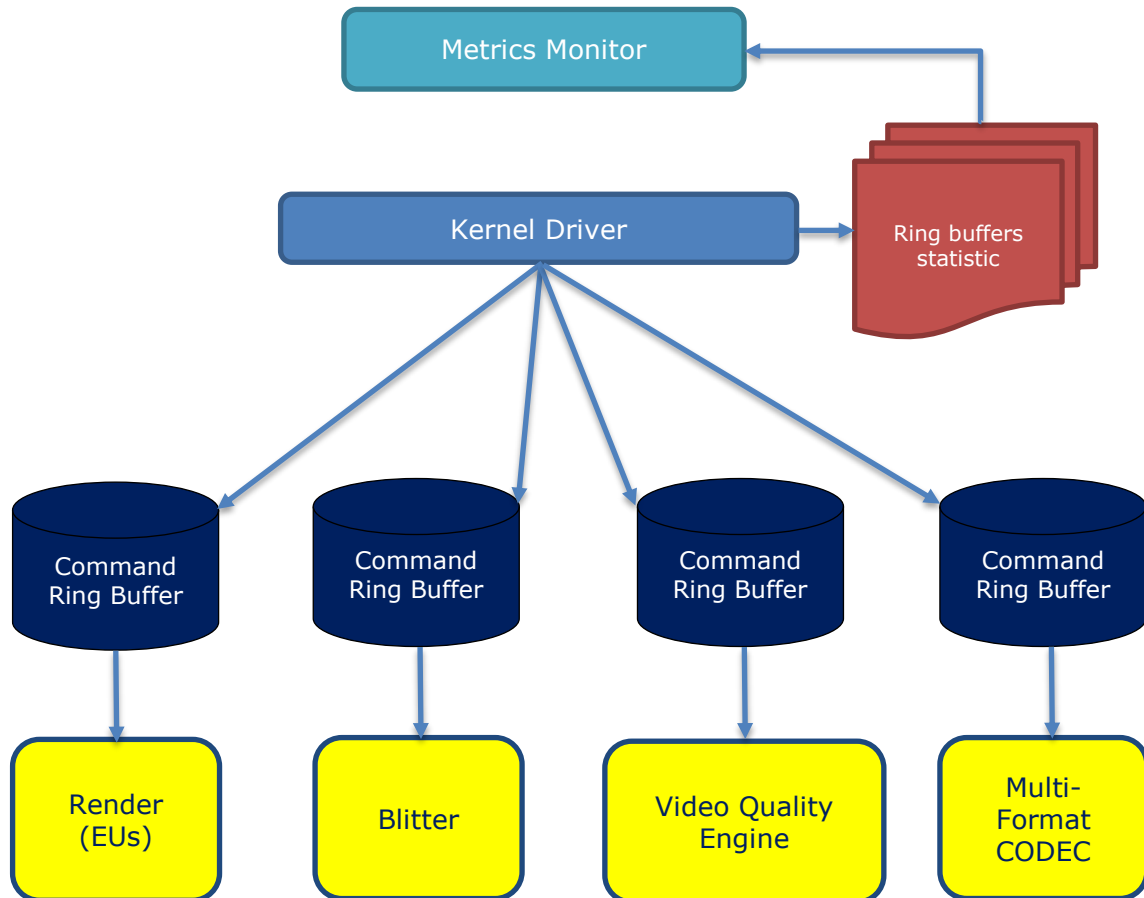 Metrics Monitor
Kernel Driver
Ring buffers
statistic
Command
Ring Buffer
Command
Ring Buffer
Command
Ring Buffer
Command
Ring Buffer
Render
(EUs)
Blitter
Video Quality
Engine
Multi-
Format
CODEC